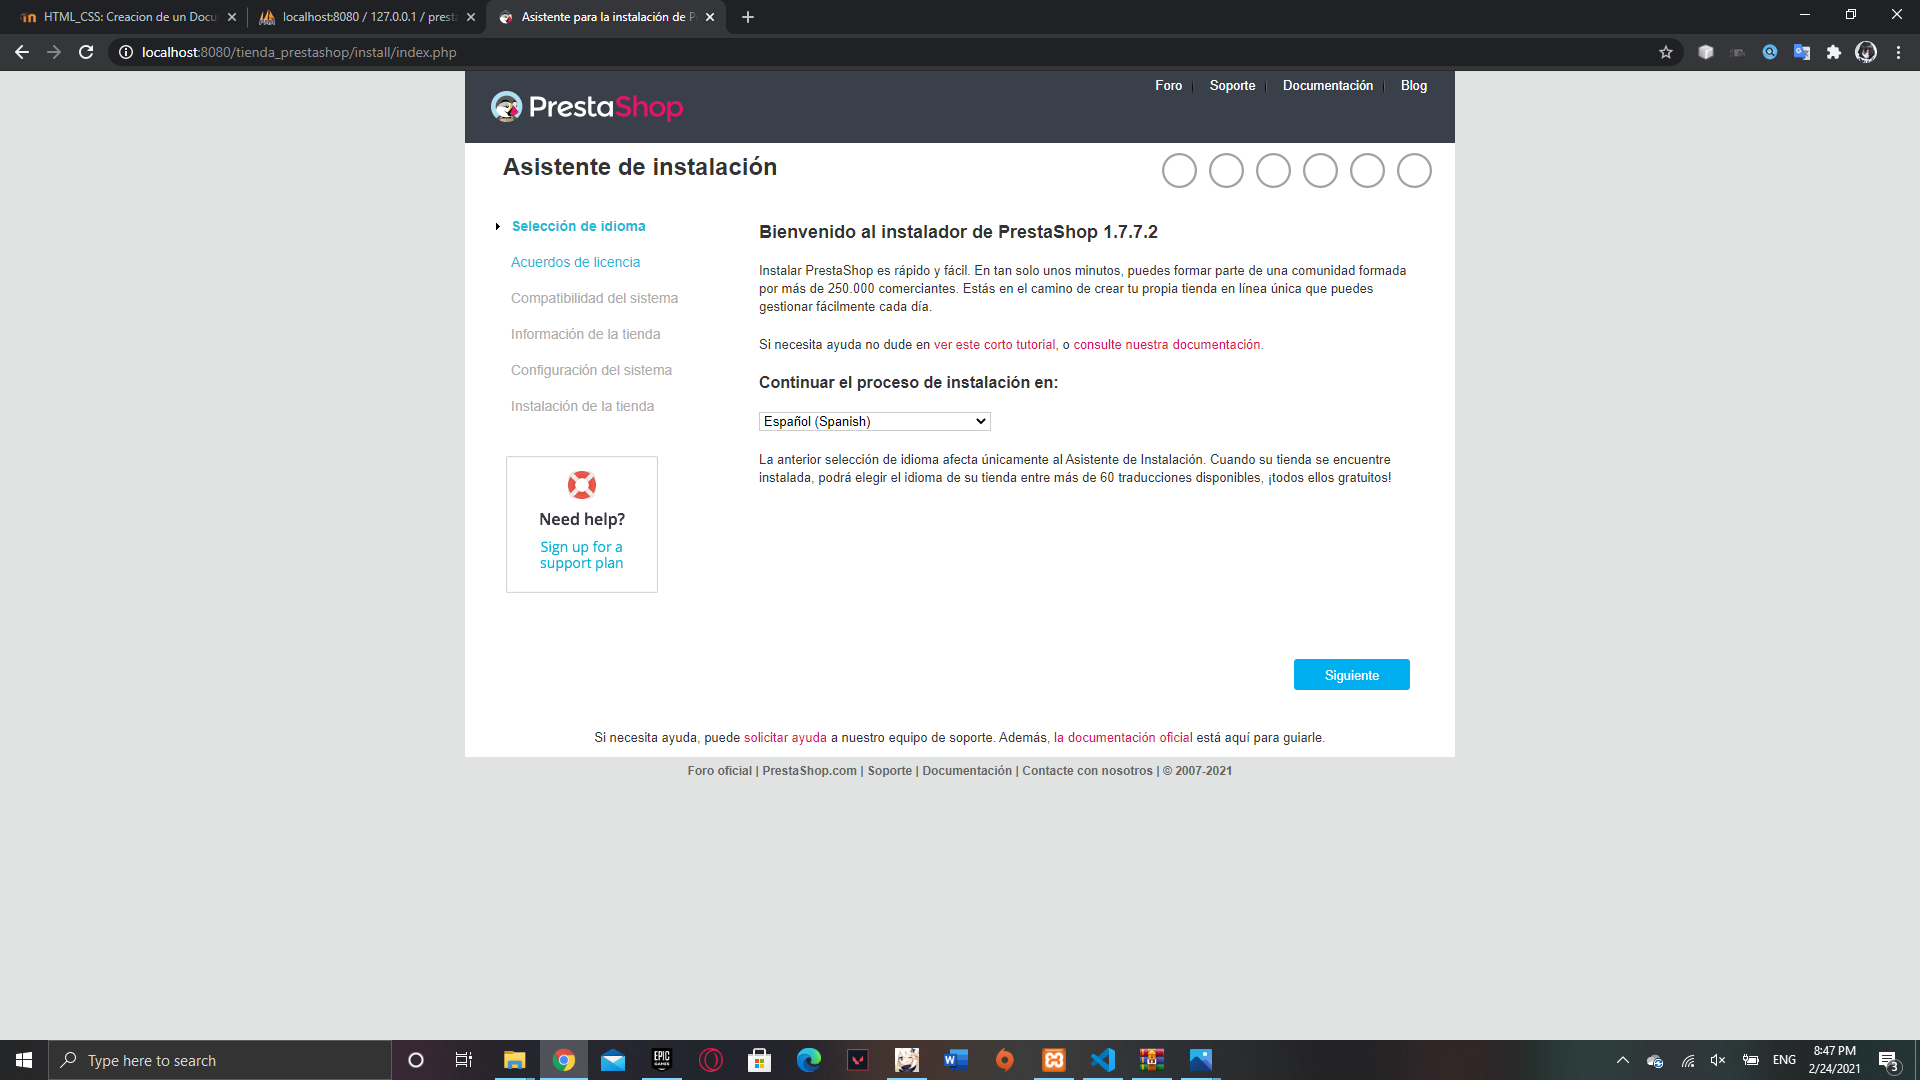 HTML_CSS: Creacion de un Docu
localhost:8080 / 127.0.0.1 / presta
Asistente para la instalación de P
localhost:8080/tienda_prestashop/install/index.php
Foro
Soporte
Documentación
Blog
PrestaShop
Asistente de instalación
Selección de idioma
Acuerdos de licencia
Compatibilidad del sistema
Información de la tienda
Configuración del sistema
Instalación de la tienda
Need help?
Sign up for a
support plan
Bienvenido al instalador de PrestaShop 1.7.7.2
Instalar PrestaShop es rápido y fácil. En tan solo unos minutos, puedes formar parte de una comunidad formada
por más de 250.000 comerciantes. Estás en el camino de crear tu propia tienda en línea única que puedes
gestionar fácilmente cada día.
Si necesita ayuda no dude en ver este corto tutorial, o consulte nuestra documentación.
Continuar el proceso de instalación en:
Español (Spanish)
La anterior selección de idioma afecta únicamente al Asistente de Instalación. Cuando su tienda se encuentre
instalada, podrá elegir el idioma de su tienda entre más de 60 traducciones disponibles, ¡todos ellos gratuitos!
Siguiente
Si necesita ayuda, puede solicitar ayuda a nuestro equipo de soporte. Además, la documentación oficial está aquí para guiarle.
Foro oficial | PrestaShop.com | Soporte | Documentación | Contacte con nosotros | © 2007-2021
Type here to search
EPIC
GAMES
ENG
8:47 PM
2/24/2021
3